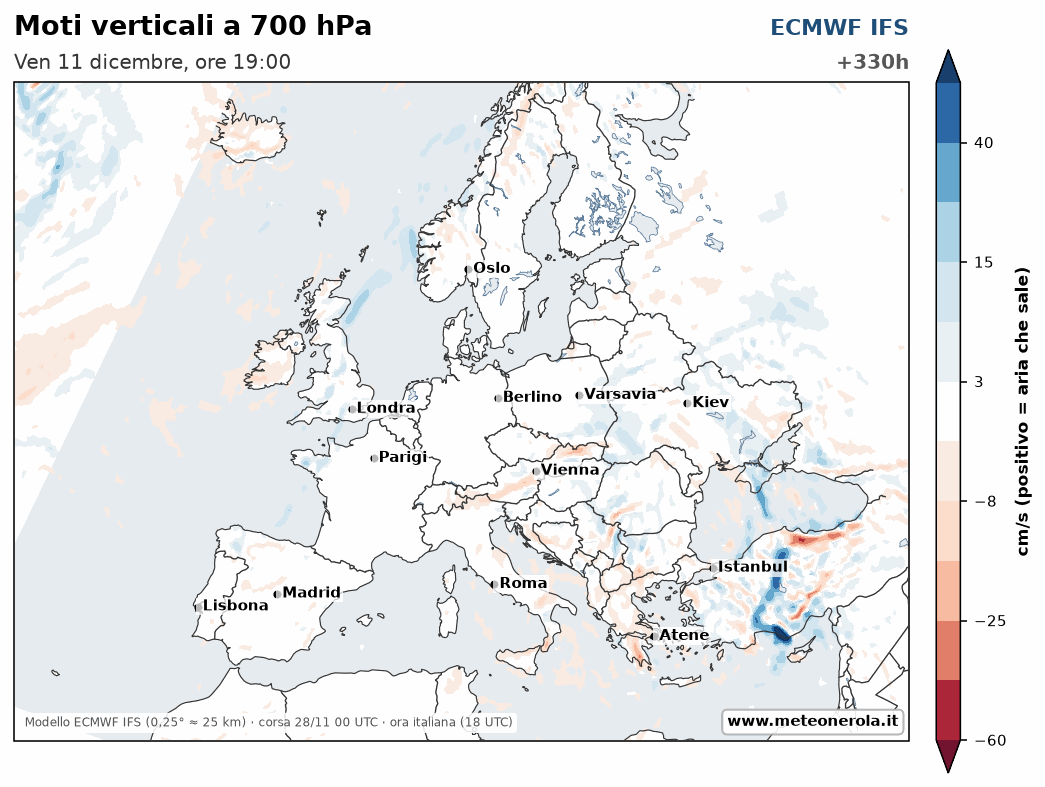 Moti verticali a 700 hPa
ECMWF IFS
Ven 11 dicembre, ore 19:00
+330h
40
15
3
−8
−25
−60
cm/s (positivo = aria che sale)
Oslo
Berlino
Varsavia
Kiev
Londra
Parigi
Vienna
Istanbul
Roma
Madrid
Lisbona
Atene
Modello ECMWF IFS (0,25° ≈ 25 km) · corsa 28/11 00 UTC · ora italiana (18 UTC)
www.meteonerola.it